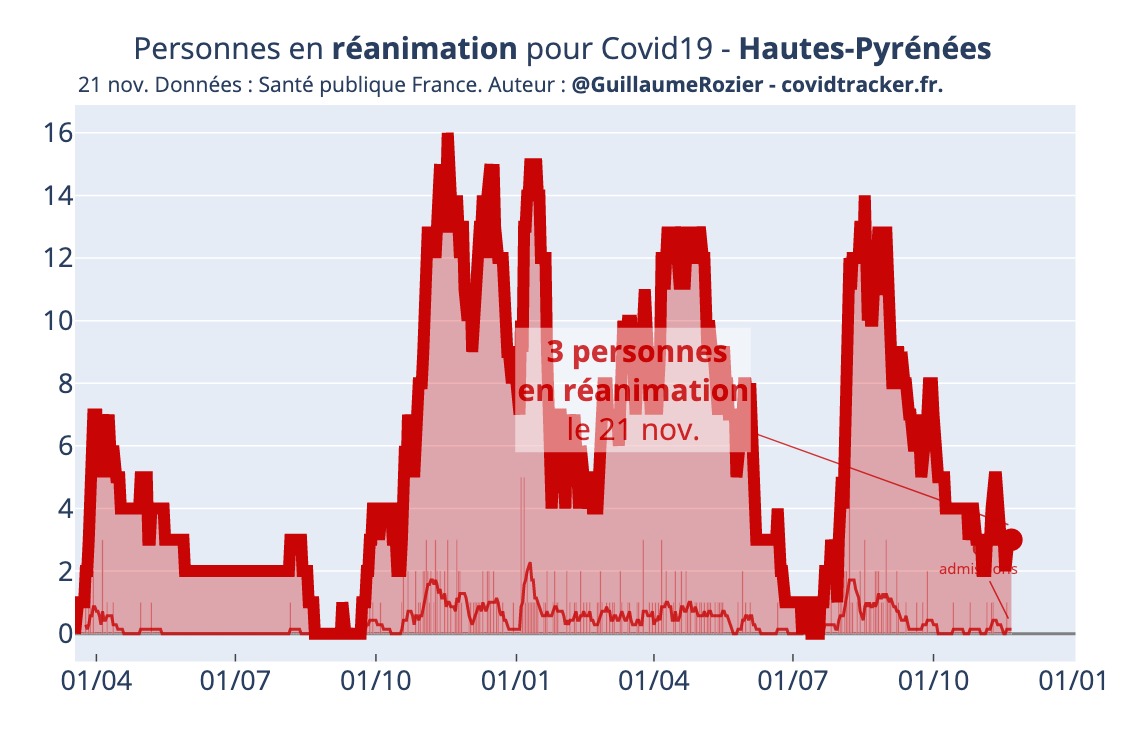 Personnes en réanimation pour Covid19 - Hautes-Pyrénées
21 nov. Données : Santé publique France. Auteur : @GuillaumeRozier - covidtracker.fr.
16
14
12
10
8
6
4
2
0
3 personnes
en réanimation
le 21 nov.
admissions
01/04
01/07
01/10
01/01
01/04
01/07
01/10
01/01